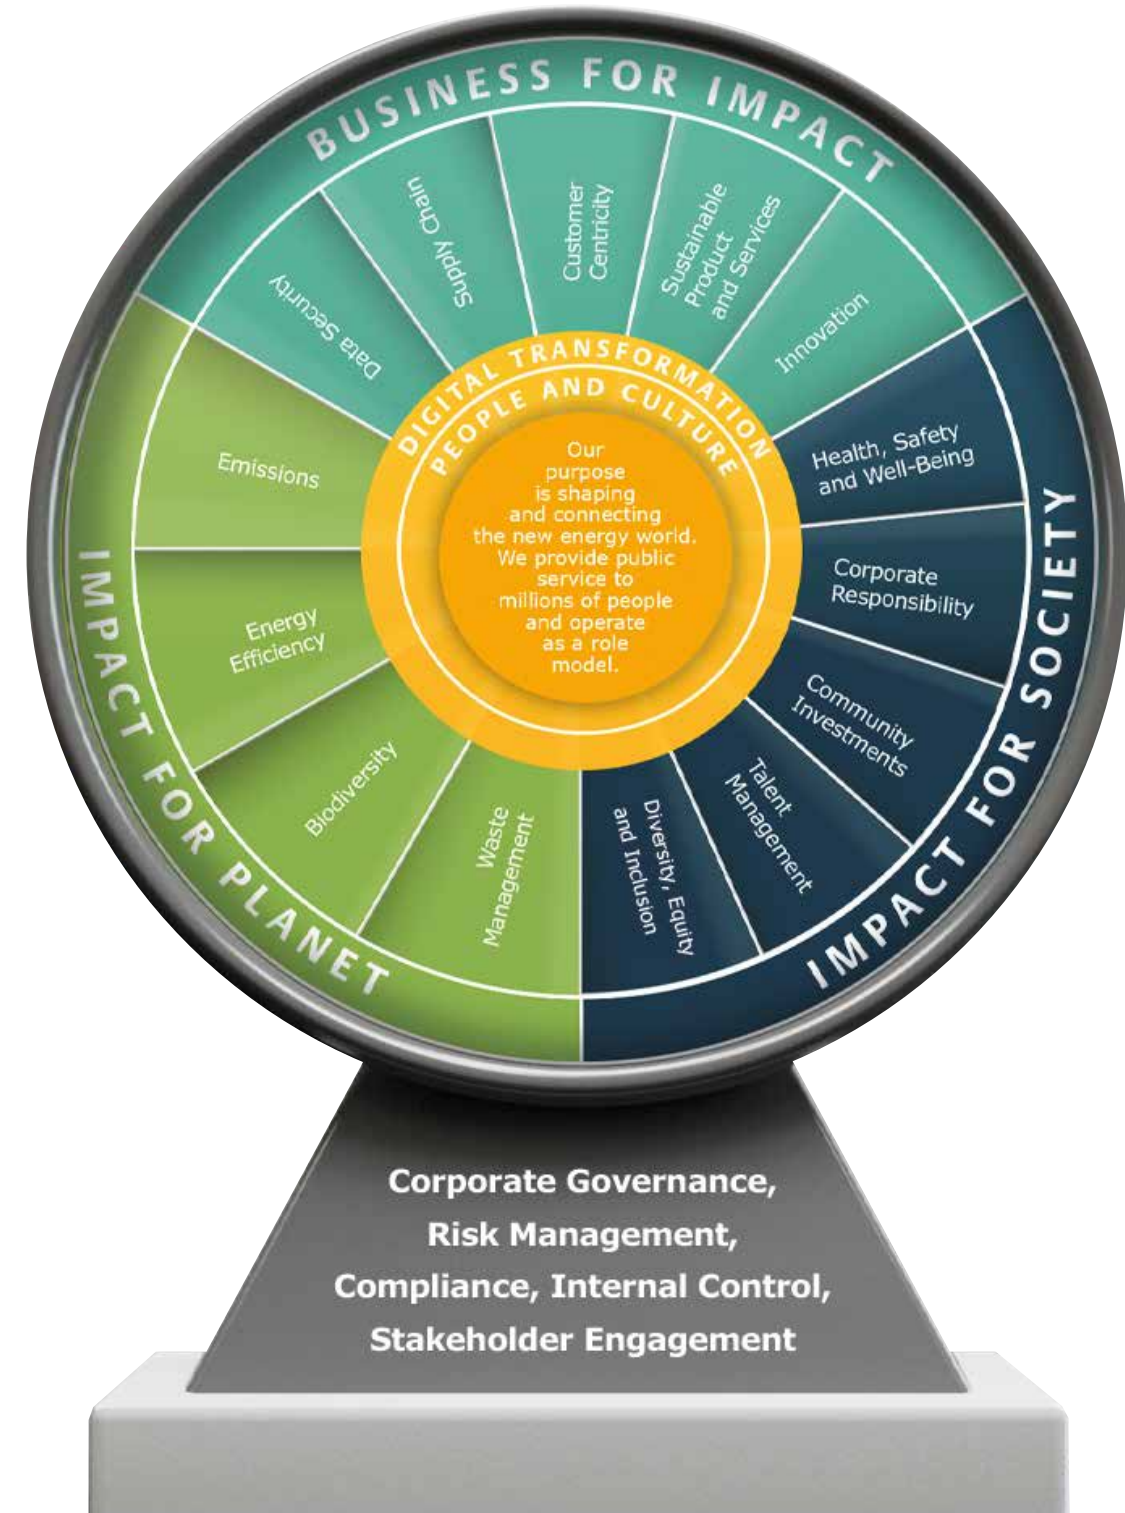 BUSINESS FOR IMPACT
Data Security
Supply Chain
Customer
Centricity
Sustainable
Product
and Services
Innovation
IMPACT FOR SOCIETY
Health, Safety
and Well-Being
Corporate
Responsibility
Community
Investments
Talent
Management
Diversity, Equity
and Inclusion
IMPACT FOR PLANET
Emissions
Energy
Efficiency
Biodiversity
Waste
Management
DIGITAL TRANSFORMATION
PEOPLE AND CULTURE
Our
purpose
is shaping
and connecting
the new energy world.
We provide public
service to
millions of people
and operate
as a role
model.
Corporate Governance,
Risk Management,
Compliance, Internal Control,
Stakeholder Engagement